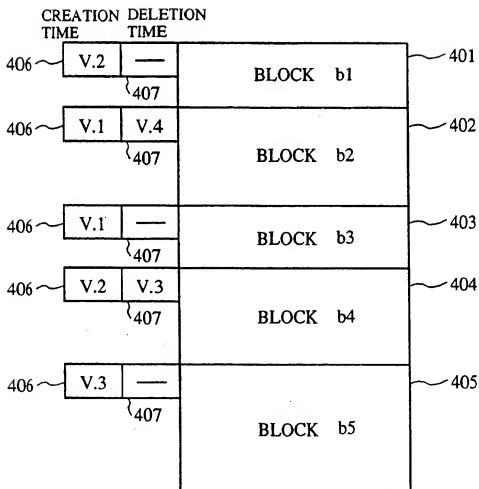 CREATION TIME
DELETION TIME
406 V.2 — BLOCK b1 401
407
406 V.1 V.4 BLOCK b2 402
407
406 V.1 — BLOCK b3 403
407
406 V.2 V.3 BLOCK b4 404
407
406 V.3 — BLOCK b5 405
407